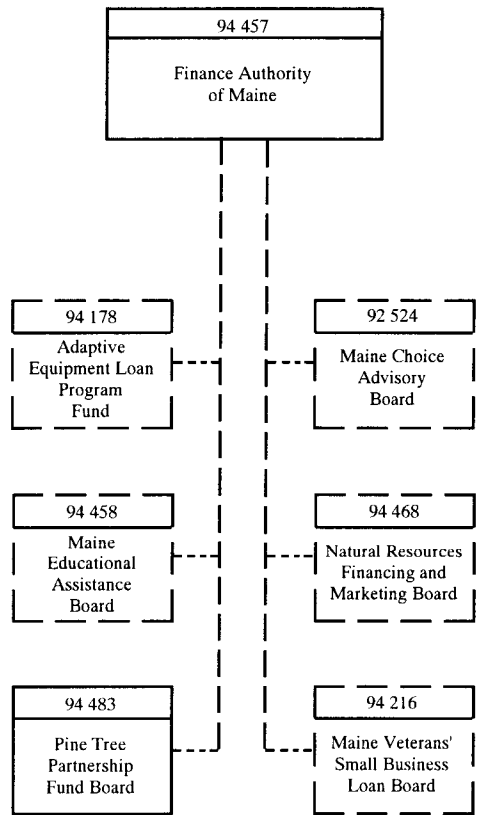 94 457
Finance Authority
of Maine
94 178
Adaptive
Equipment Loan
Program
Fund
92 524
Maine Choice
Advisory
Board
94 458
Maine
Educational
Assistance
Board
94 468
Natural Resources
Financing and
Marketing Board
94 483
Pine Tree
Partnership
Fund Board
94 216
Maine Veterans'
Small Business
Loan Board